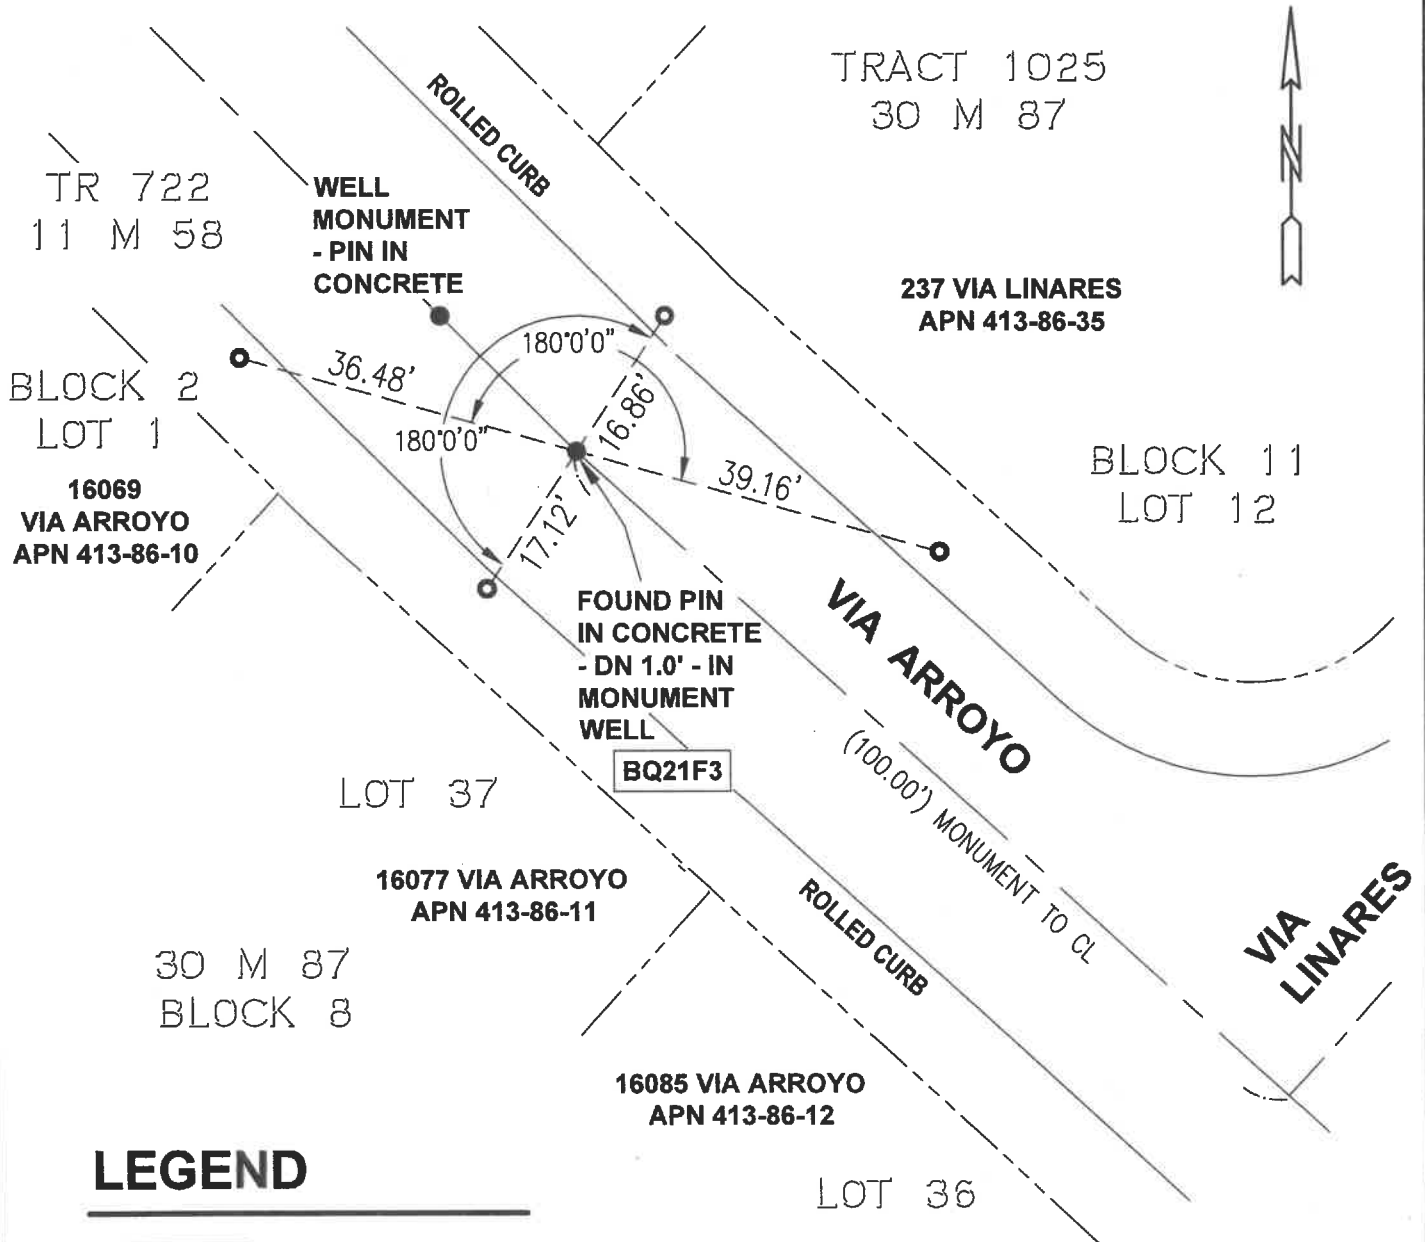 TRACT 1025
30 M 87
N
ROLLED CURB
TR 722
11 M 58
WELL
MONUMENT
- PIN IN
CONCRETE
237 VIA LINARES
APN 413-86-35
180°0'0"
36.48'
16.86'
180°0'0"
BLOCK 2
LOT 1
16069
VIA ARROYO
APN 413-86-10
39.16'
17.12'
BLOCK 11
LOT 12
FOUND PIN
IN CONCRETE
- DN 1.0' - IN
MONUMENT
WELL
BQ21F3
VIA ARROYO
(100.00') MONUMENT TO CL
LOT 37
16077 VIA ARROYO
APN 413-86-11
ROLLED CURB
VIA
LINARES
30 M 87
BLOCK 8
16085 VIA ARROYO
APN 413-86-12
LEGEND
LOT 36